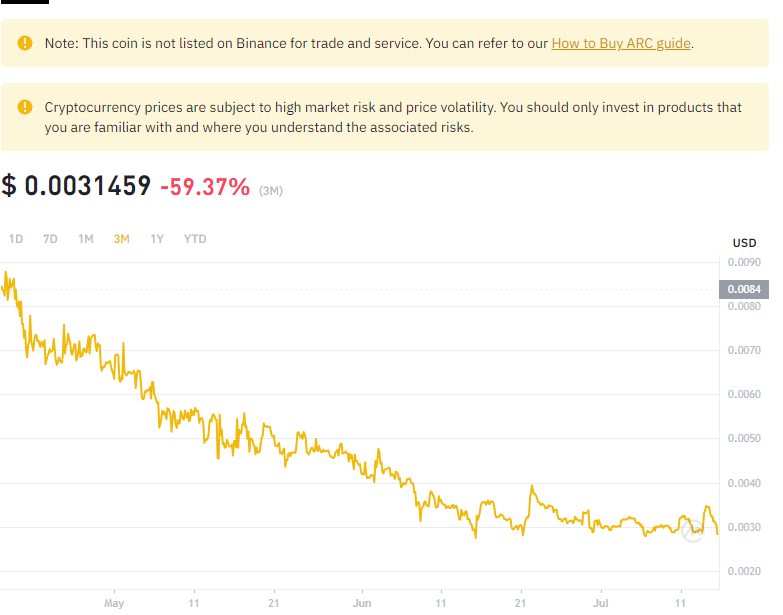 Note: This coin is not listed on Binance for trade and service. You can refer to our How to Buy ARC guide.
Cryptocurrency prices are subject to high market risk and price volatility. You should only invest in products that
you are familiar with and where you understand the associated risks.
$ 0.0031459 -59.37% (3M)
1D 7D 1M 3M 1Y YTD
USD
0.0090
0.0084
0.0080
0.0070
0.0060
0.0050
0.0040
0.0030
0.0020
May 11 21 Jun 11 21 Jul 11